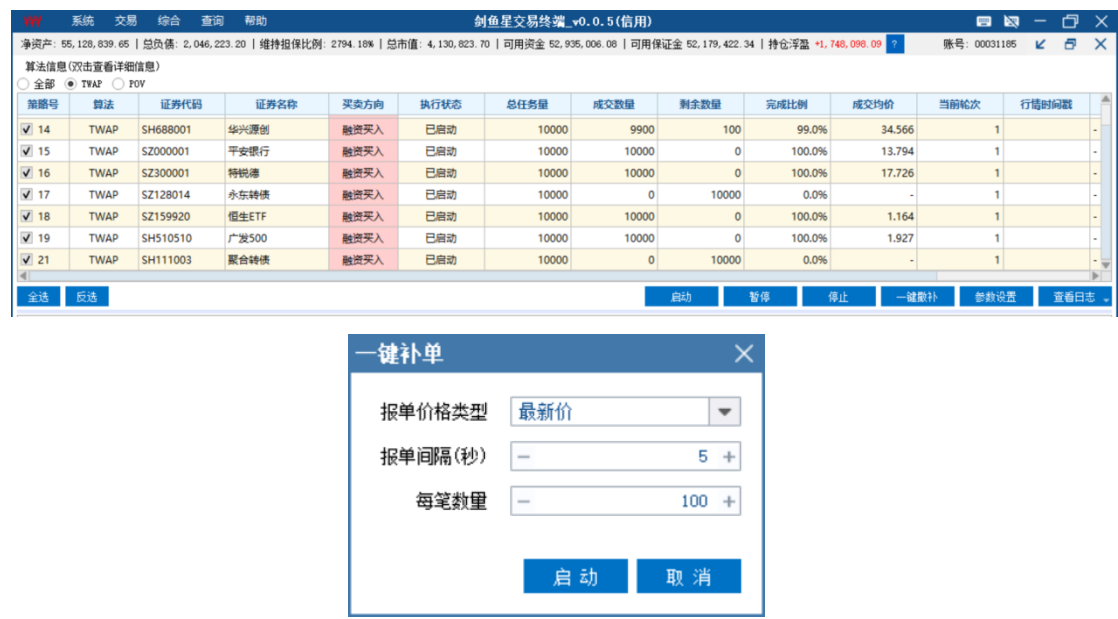 系统 交易 综合 查询 帮助 剑鱼星交易终端_v0.0.5(信用)
净资产: 55,128,839.65 | 总负债: 2,046,223.20 | 维持担保比例: 2794.18% | 总市值: 4,130,823.70 | 可用资金 52,935,006.08 | 可用保证金 52,179,422.34 | 持仓浮盈 +1,748,098.09 ? 账号: 00031185
算法信息(双击查看详细信息)
全部 TWAP POV
策略号 算法 证券代码 证券名称 买卖方向 执行状态 总任务量 成交数量 剩余数量 完成比例 成交均价 当前轮次 行情时间戳
14 TWAP SH688001 华兴源创 融资买入 已启动 10000 9900 100 99.0% 34.566 1 -
15 TWAP SZ000001 平安银行 融资买入 已启动 10000 10000 0 100.0% 13.794 1 -
16 TWAP SZ300001 特锐德 融资买入 已启动 10000 10000 0 100.0% 17.726 1 -
17 TWAP SZ128014 永东转债 融资买入 已启动 10000 0 10000 0.0% - 1 -
18 TWAP SZ159920 恒生ETF 融资买入 已启动 10000 10000 0 100.0% 1.164 1 -
19 TWAP SH510510 广发500 融资买入 已启动 10000 10000 0 100.0% 1.927 1 -
21 TWAP SH111003 聚合转债 融资买入 已启动 10000 0 10000 0.0% - 1 -
全选 反选 启动 暂停 停止 一键撤补 参数设置 查看日志
一键补单
报单价格类型 最新价
报单间隔(秒) － 5 +
每笔数量 － 100 +
启动 取消